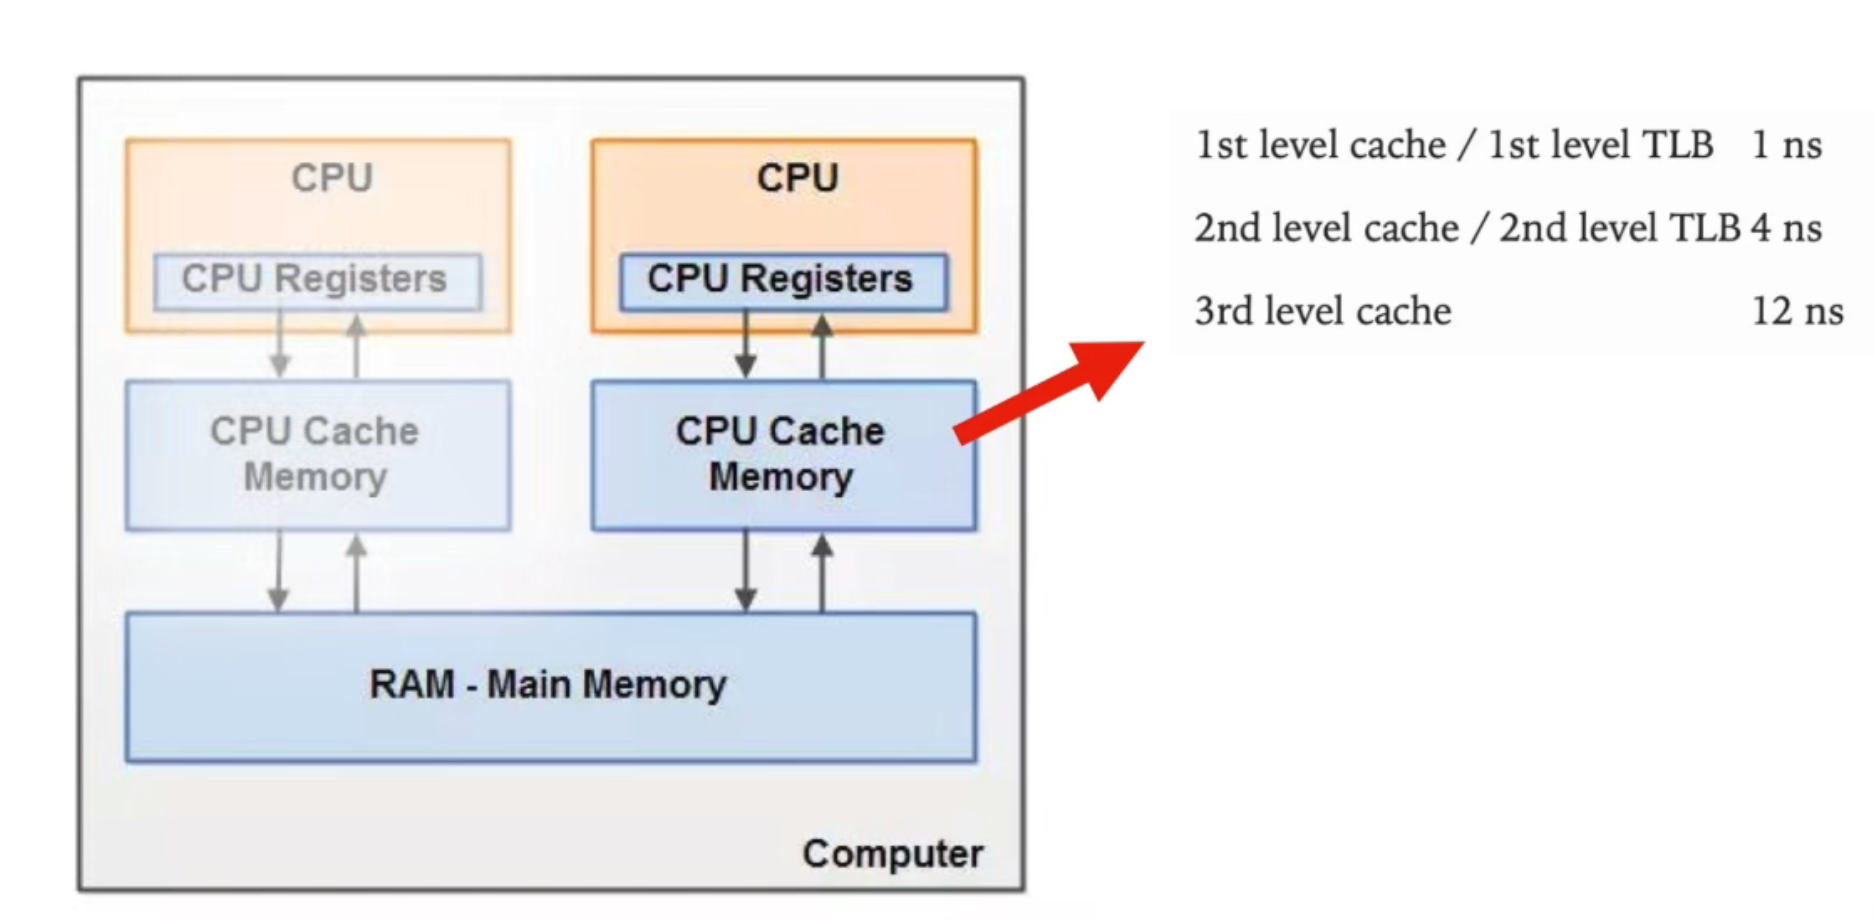 CPU
CPU
CPU Registers
CPU Registers
CPU Cache
Memory
CPU Cache
Memory
RAM - Main Memory
Computer
1st level cache / 1st level TLB 1 ns
2nd level cache / 2nd level TLB 4 ns
3rd level cache 12 ns